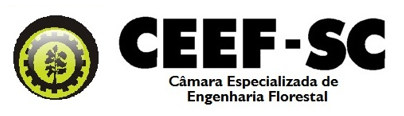 CEEF-SC
Câmara Especializada de
Engenharia Florestal